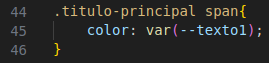 44 .titulo-principal span{
45     color: var(--texto1);
46 }